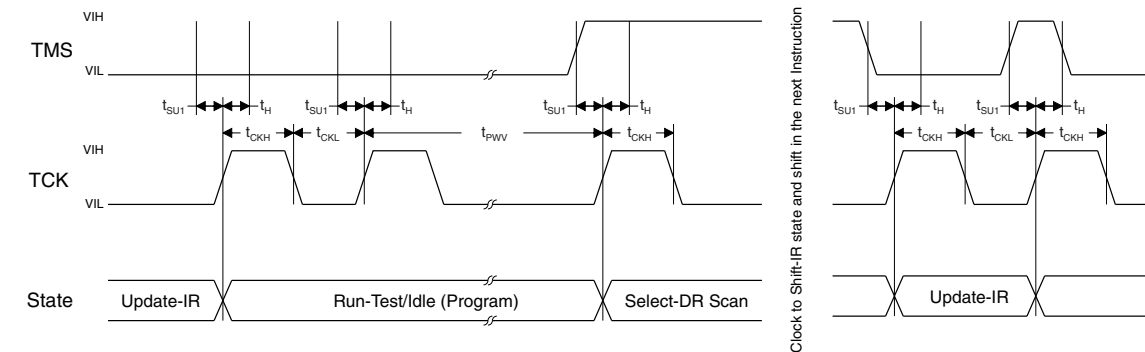 VIH
TMS
VIL
tSU1 tH tSU1 tH tSU1 tH tSU1 tH tSU1 tH
tCKH tCKL tPWV tCKH tCKH tCKL tCKH
VIH
TCK
VIL
State Update-IR Run-Test/Idle (Program) Select-DR Scan Update-IR
Clock to Shift-IR state and shift in the next Instruction